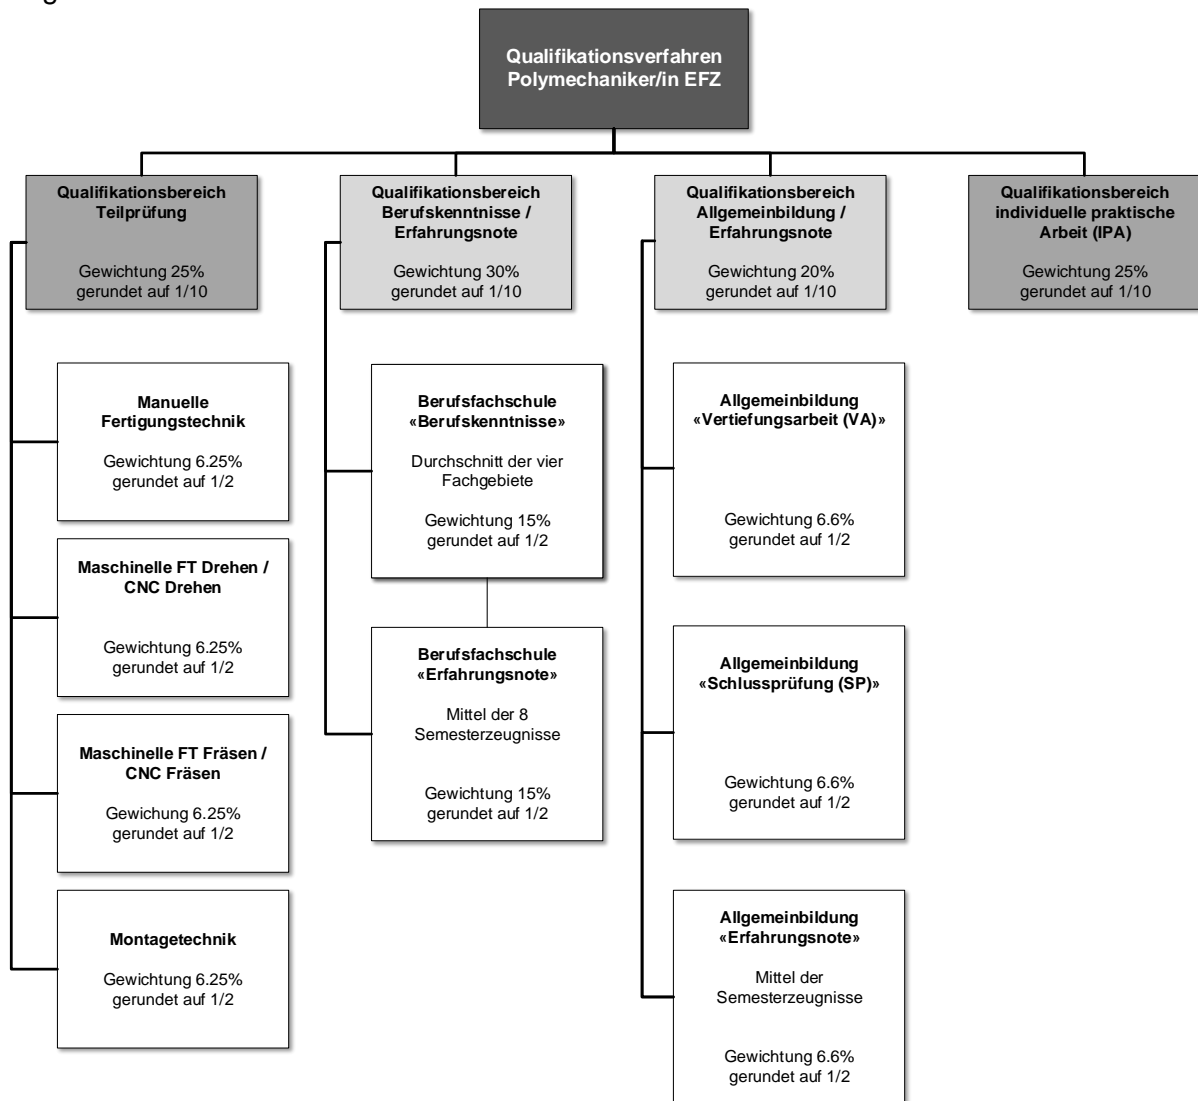 Qualifikationsverfahren
Polymechaniker/in EFZ
Qualifikationsbereich
Teilprüfung
Gewichtung 25%
gerundet auf 1/10
Qualifikationsbereich
Berufskenntnisse /
Erfahrungsnote
Gewichtung 30%
gerundet auf 1/10
Qualifikationsbereich
Allgemeinbildung /
Erfahrungsnote
Gewichtung 20%
gerundet auf 1/10
Qualifikationsbereich
individuelle praktische
Arbeit (IPA)
Gewichtung 25%
gerundet auf 1/10
Manuelle
Fertigungstechnik
Gewichtung 6.25%
gerundet auf 1/2
Maschinelle FT Drehen /
CNC Drehen
Gewichtung 6.25%
gerundet auf 1/2
Maschinelle FT Fräsen /
CNC Fräsen
Gewichung 6.25%
gerundet auf 1/2
Montagetechnik
Gewichtung 6.25%
gerundet auf 1/2
Berufsfachschule
«Berufskenntnisse»
Durchschnitt der vier
Fachgebiete
Gewichtung 15%
gerundet auf 1/2
Berufsfachschule
«Erfahrungsnote»
Mittel der 8
Semesterzeugnisse
Gewichtung 15%
gerundet auf 1/2
Allgemeinbildung
«Vertiefungsarbeit (VA)»
Gewichtung 6.6%
gerundet auf 1/2
Allgemeinbildung
«Schlussprüfung (SP)»
Gewichtung 6.6%
gerundet auf 1/2
Allgemeinbildung
«Erfahrungsnote»
Mittel der
Semesterzeugnisse
Gewichtung 6.6%
gerundet auf 1/2